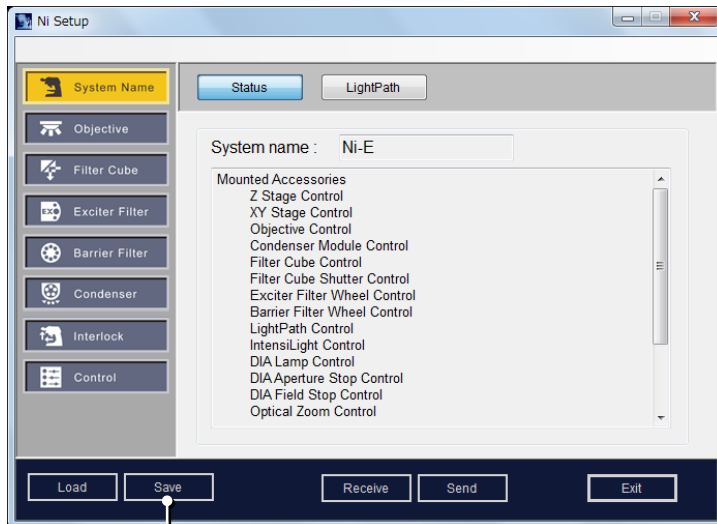 Ni Setup
System Name
Objective
Filter Cube
EXC
Exciter Filter
Barrier Filter
Condenser
Interlock
Control
Status
LightPath
System name :
Ni-E
Mounted Accessories
Z Stage Control
XY Stage Control
Objective Control
Condenser Module Control
Filter Cube Control
Filter Cube Shutter Control
Exciter Filter Wheel Control
Barrier Filter Wheel Control
LightPath Control
IntensiLight Control
DIA Lamp Control
DIA Aperture Stop Control
DIA Field Stop Control
Optical Zoom Control
Load
Save
Receive
Send
Exit